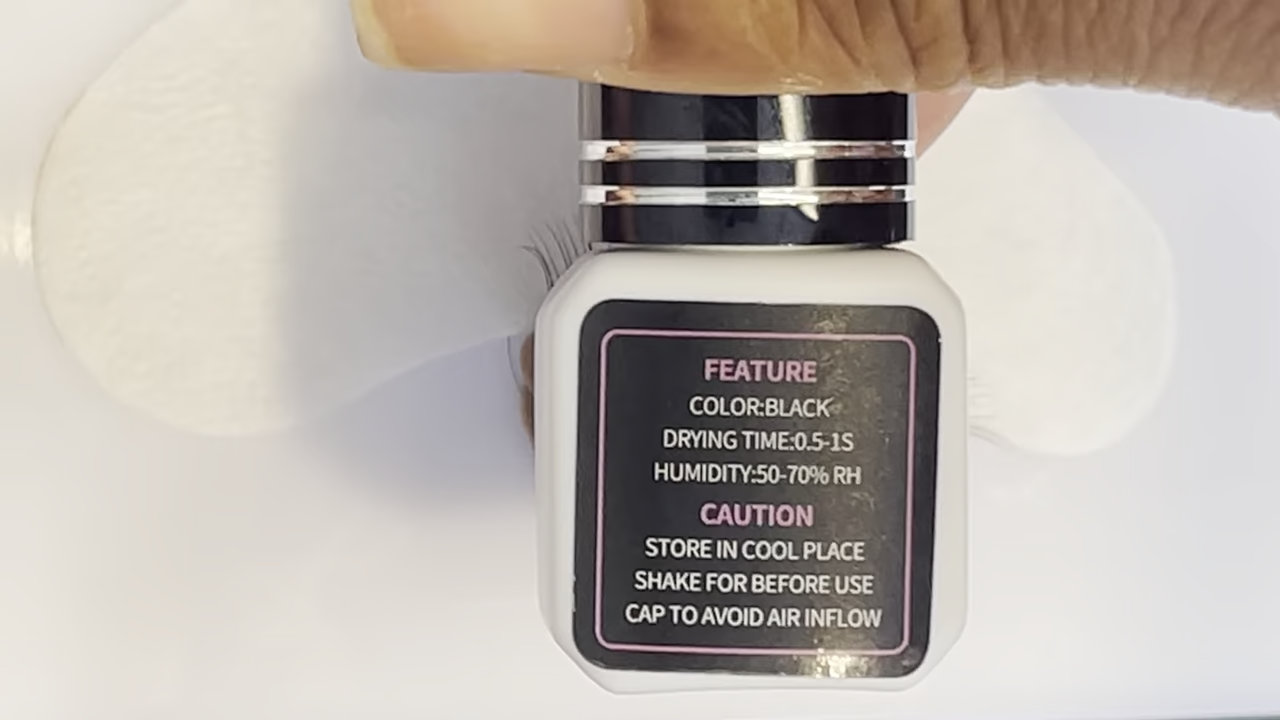 FEATURE
COLOR:BLACK
DRYING TIME:0.5-1S
HUMIDITY:50-70% RH
CAUTION
STORE IN COOL PLACE
SHAKE FOR BEFORE USE
CAP TO AVOID AIR INFLOW